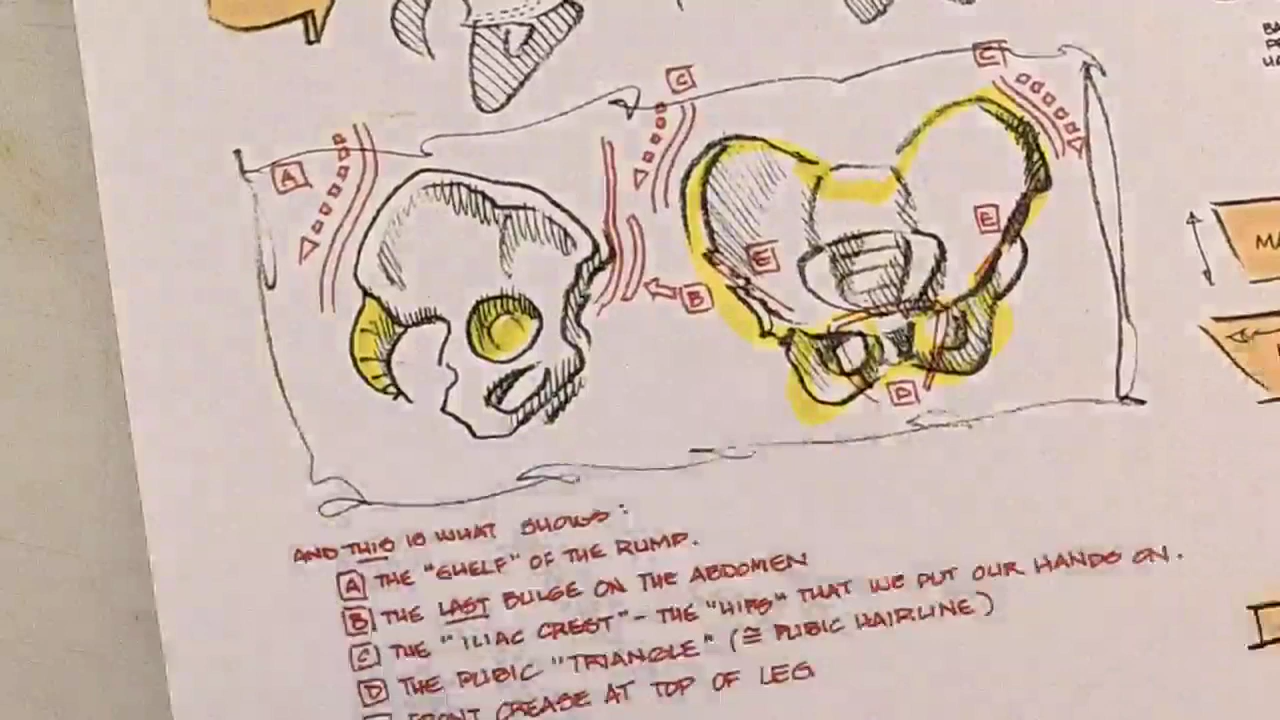 C
C
A
E
E
B
D
MA
AND THIS IS WHAT SHOWS:
A THE "SHELF" OF THE RUMP.
B THE LAST BULGE ON THE ABDOMEN
C THE "ILIAC CREST" - THE "HIPS" THAT WE PUT OUR HANDS ON.
D THE PUBIC "TRIANGLE" (≅ PUBIC HAIRLINE)
FRONT CREASE AT TOP OF LEG